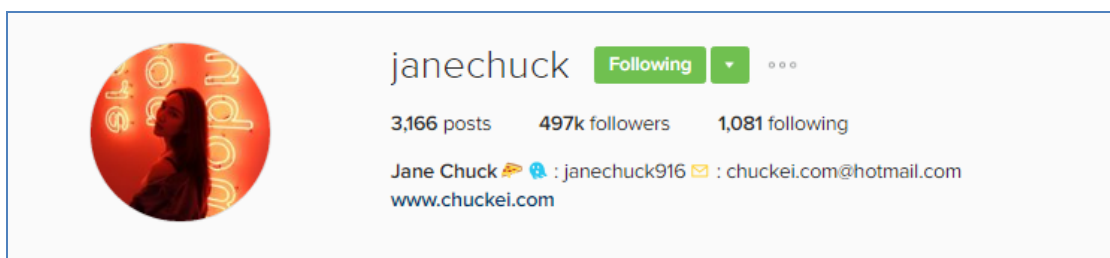 janechuck Following
3,166 posts 497k followers 1,081 following
Jane Chuck 🍕 : janechuck916 ✉ : chuckei.com@hotmail.com
www.chuckei.com